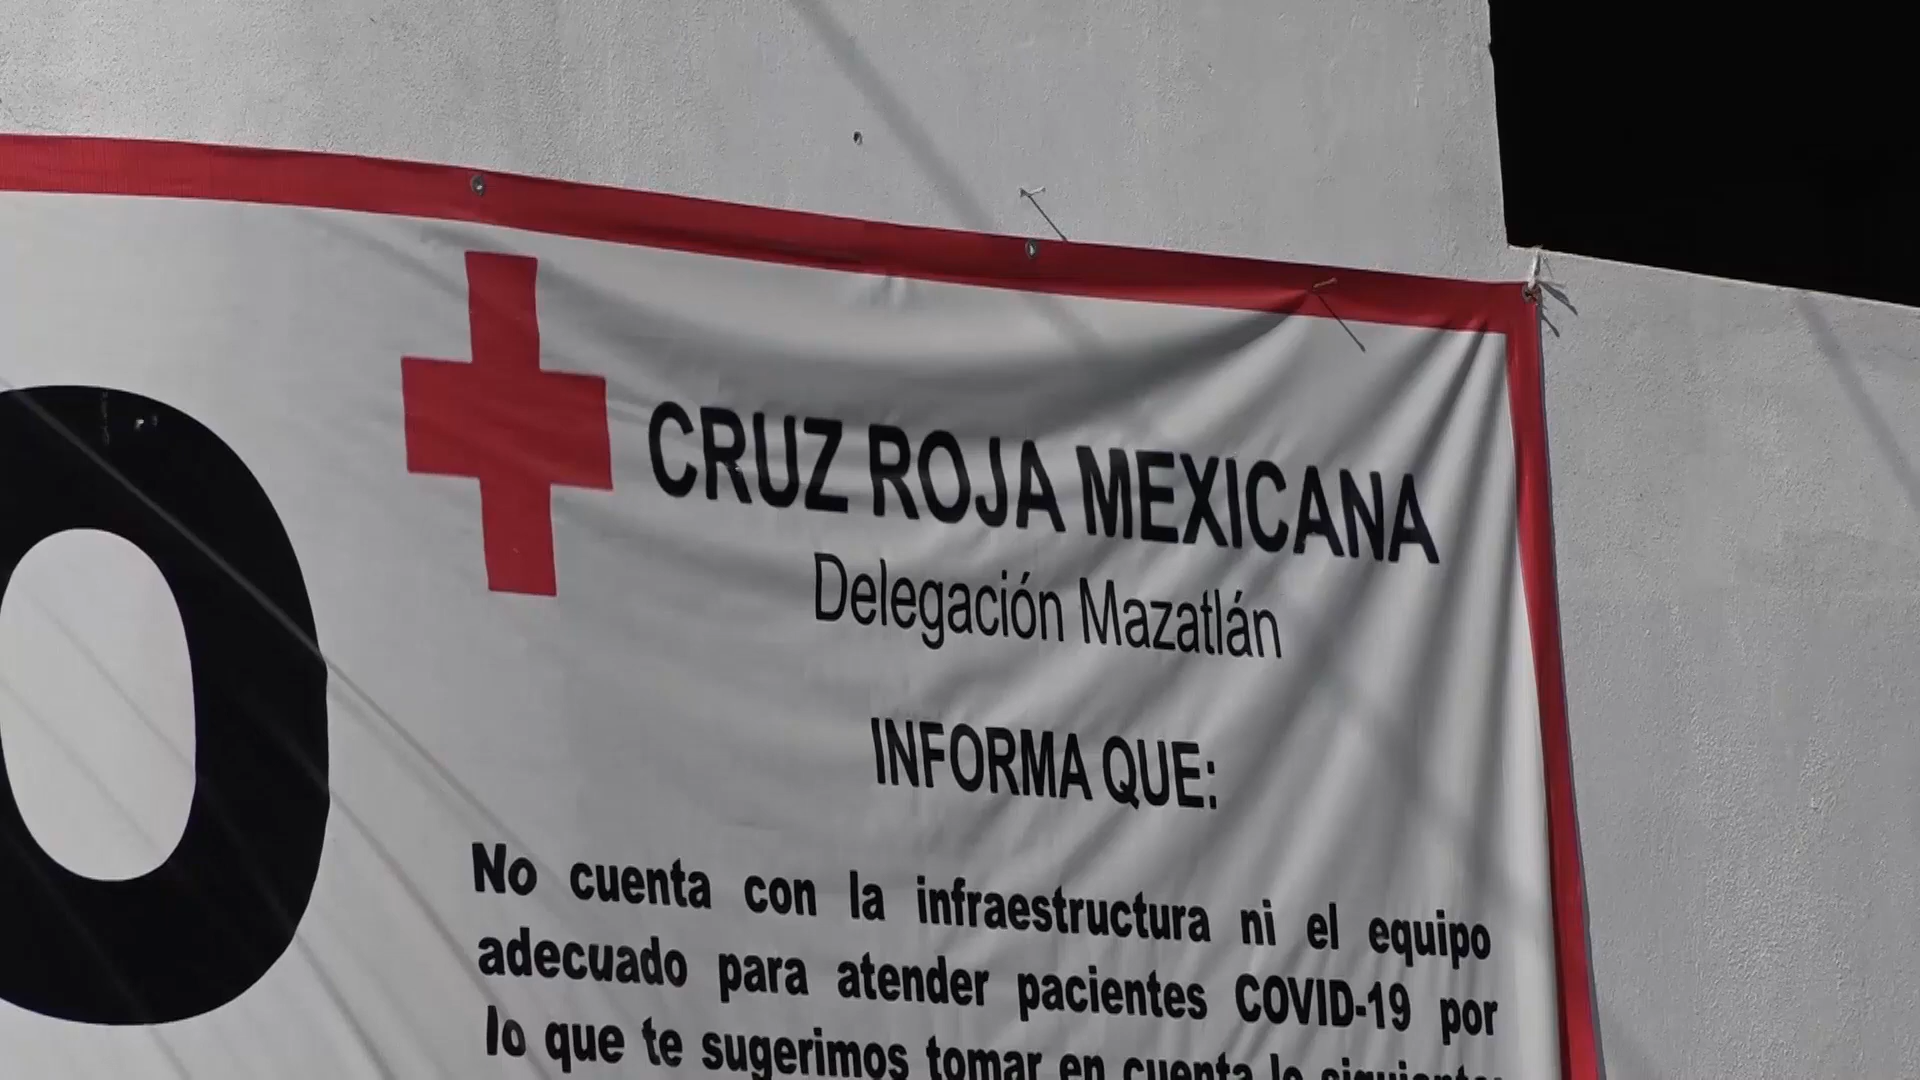 O
CRUZ ROJA MEXICANA
Delegación Mazatlán
INFORMA QUE:
No cuenta con la infraestructura ni el equipo
adecuado para atender pacientes COVID-19 por
lo que te sugerimos tomar en cuenta lo